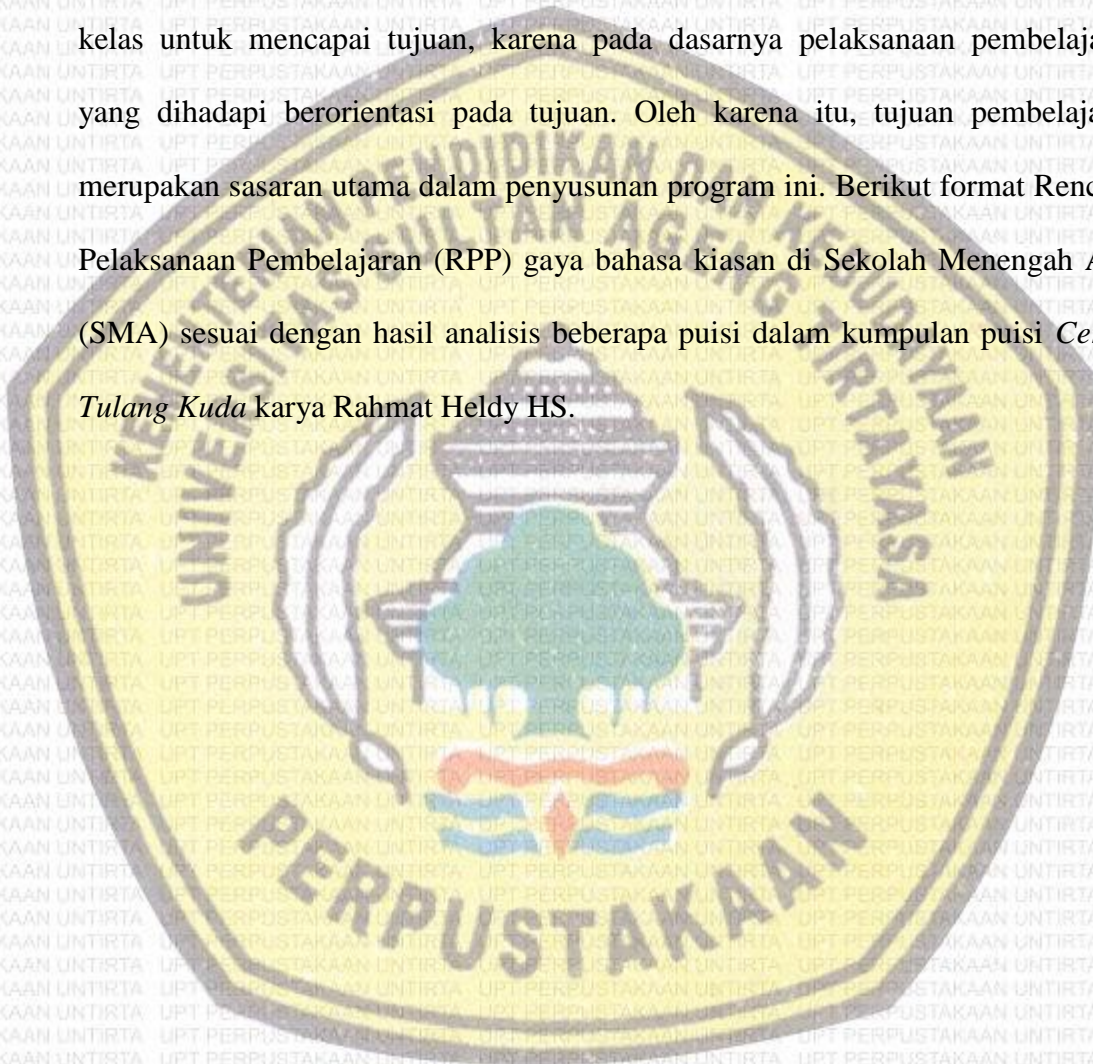 kelas untuk mencapai tujuan, karena pada dasarnya pelaksanaan pembelaja
yang dihadapi berorientasi pada tujuan. Oleh karena itu, tujuan pembelaja
merupakan sasaran utama dalam penyusunan program ini. Berikut format Renc
Pelaksanaan Pembelajaran (RPP) gaya bahasa kiasan di Sekolah Menengah A
(SMA) sesuai dengan hasil analisis beberapa puisi dalam kumpulan puisi Ce
Tulang Kuda karya Rahmat Heldy HS.
KEMENTERIAN PENDIDIKAN DAN KEBUDAYAAN
UNIVERSITAS SULTAN AGENG TIRTAYASA
PERPUSTAKAAN